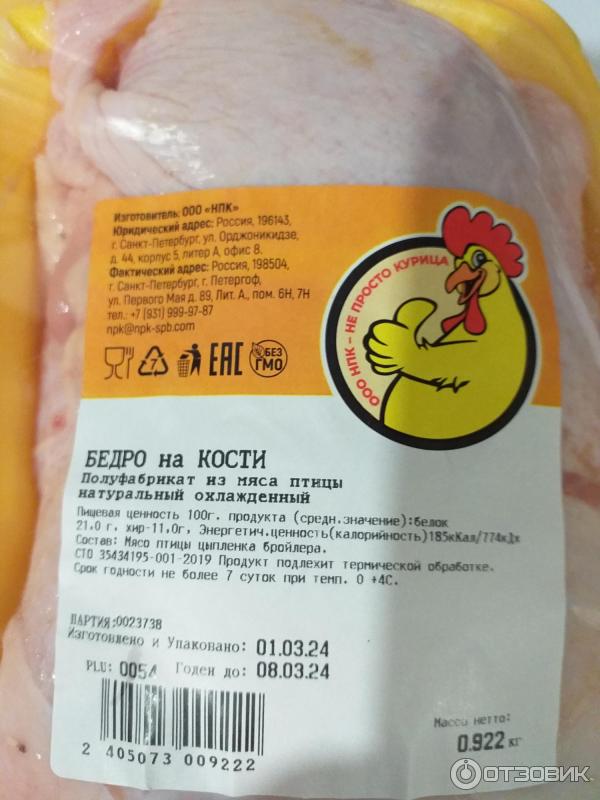 Изготовитель: ООО «НПК»
Юридический адрес: Россия, 196143,
г. Санкт-Петербург, ул. Орджоникидзе,
д. 44, корпус 5, литер А, офис 8.
Фактический адрес: Россия, 198504,
г. Санкт-Петербург, г. Петергоф,
ул. Первого Мая д. 89, Лит. А., пом. 6Н, 7Н
тел.: +7 (931) 999-97-87
npk@npk-spb.com
ООО НПК – НЕ ПРОСТО КУРИЦА
7
EAC
БЕЗ
ГМО
БЕДРО на КОСТИ
Полуфабрикат из мяса птицы
натуральный охлажденный
Пищевая ценность 100г. продукта (средн.значение):белок
21.0 г, жир-11,0г, Энергетич.ценность(калорийность)185кКал/774кДж
Состав: Мясо птицы цыпленка бройлера.
СТО 35434195-001-2019 Продукт подлежит термической обработке.
Срок годности не более 7 суток при темп. 0 +4С.
ПАРТИЯ:0023738
Изготовлено и Упаковано: 01.03.24
PLU: 0054 Годен до: 08.03.24
Масса нетто:
0.922 кг
2 405073 009222
ОТЗОВИК